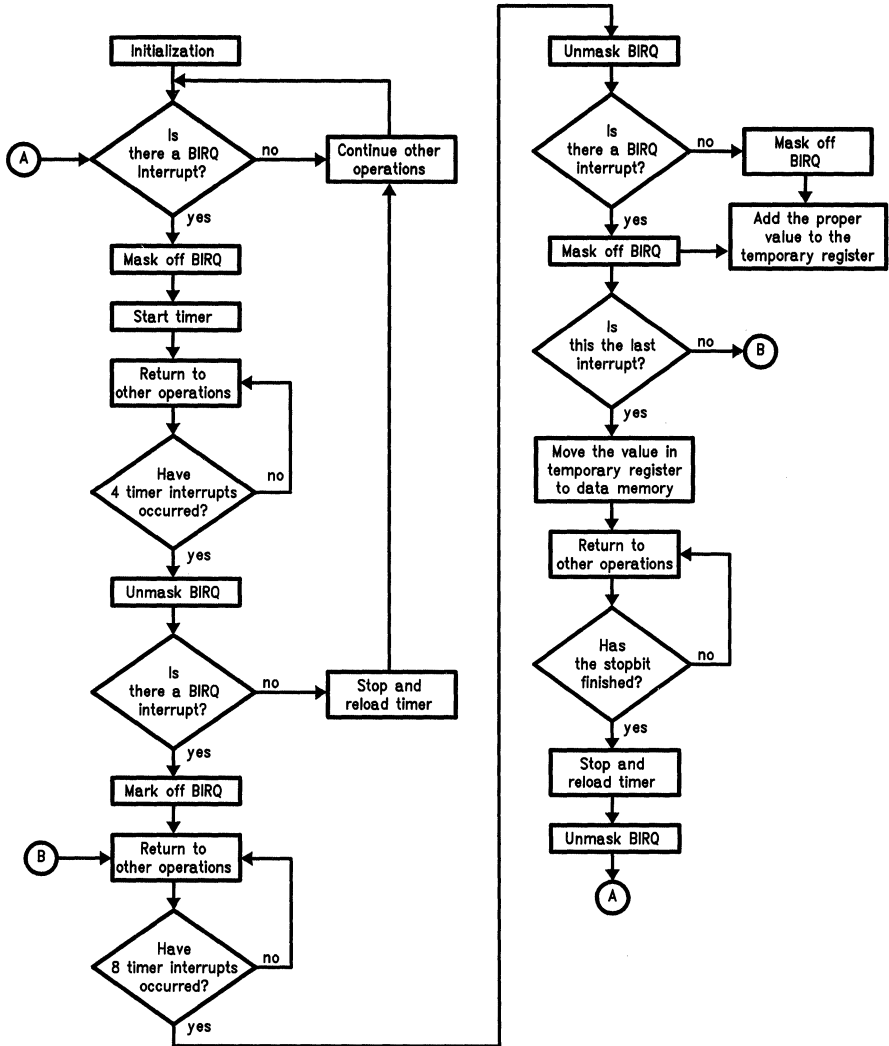 Initialization
A
Is
there a BIRQ
Interrupt?
no
Continue other
operations
yes
Mask off BIRQ
Start timer
Return to
other operations
Have
4 timer interrupts
occurred?
no
yes
Unmask BIRQ
Is
there a BIRQ
interrupt?
no
Stop and
reload timer
yes
Mark off BIRQ
B
Return to
other operations
Have
8 timer interrupts
occurred?
no
yes
Unmask BIRQ
Is
there a BIRQ
interrupt?
no
Mask off
BIRQ
yes
Mask off BIRQ
Add the proper
value to the
temporary register
Is
this the last
interrupt?
no
B
yes
Move the value in
temporary register
to data memory
Return to
other operations
Has
the stopbit
finished?
no
yes
Stop and
reload timer
Unmask BIRQ
A